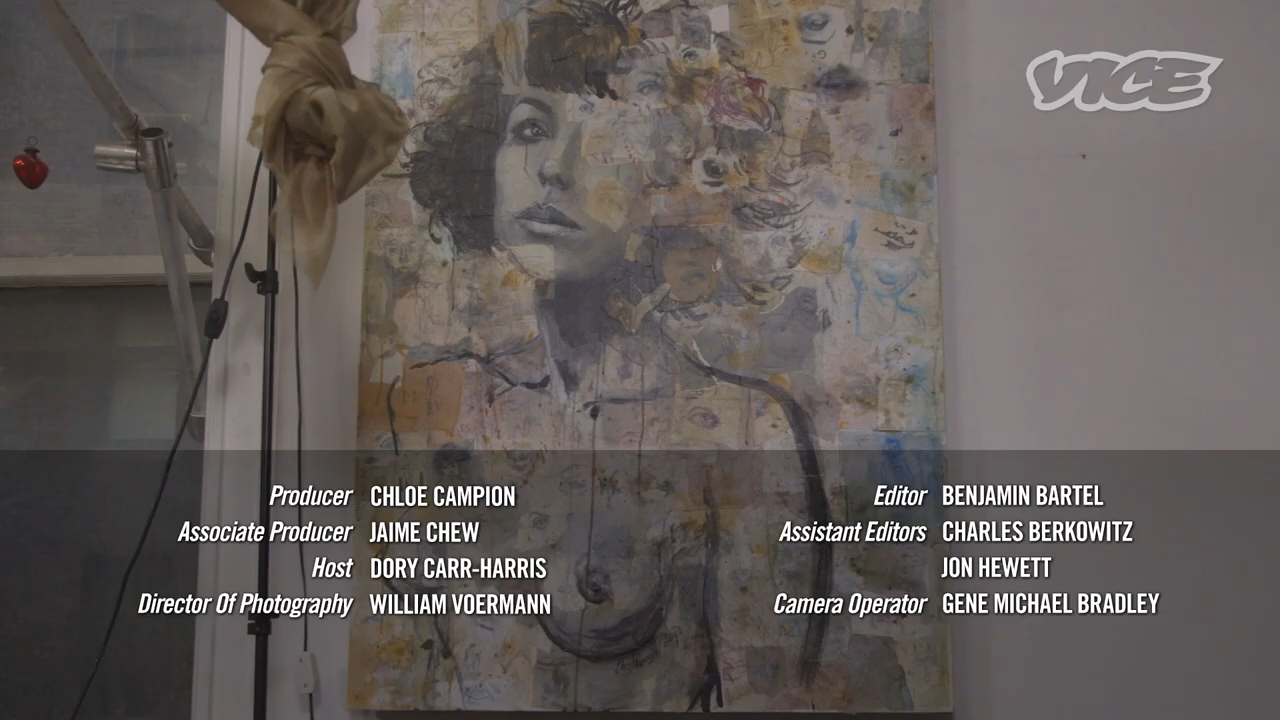 VICE
Producer CHLOE CAMPION
Associate Producer JAIME CHEW
Host DORY CARR-HARRIS
Director Of Photography WILLIAM VOERMANN
Editor BENJAMIN BARTEL
Assistant Editors CHARLES BERKOWITZ
JON HEWETT
Camera Operator GENE MICHAEL BRADLEY